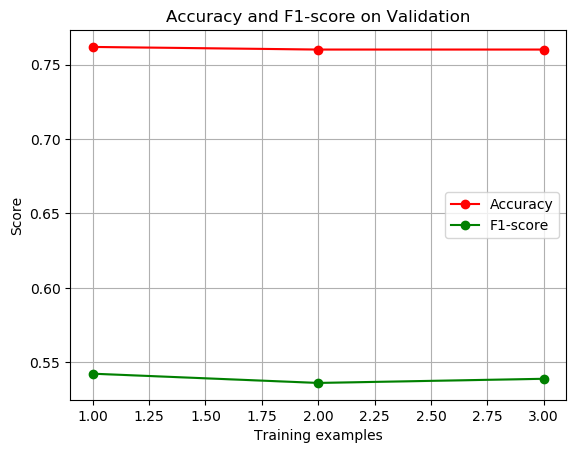 Accuracy and F1-score on Validation
Score
0.75
0.70
0.65
0.60
0.55
Accuracy
F1-score
1.00 1.25 1.50 1.75 2.00 2.25 2.50 2.75 3.00
Training examples